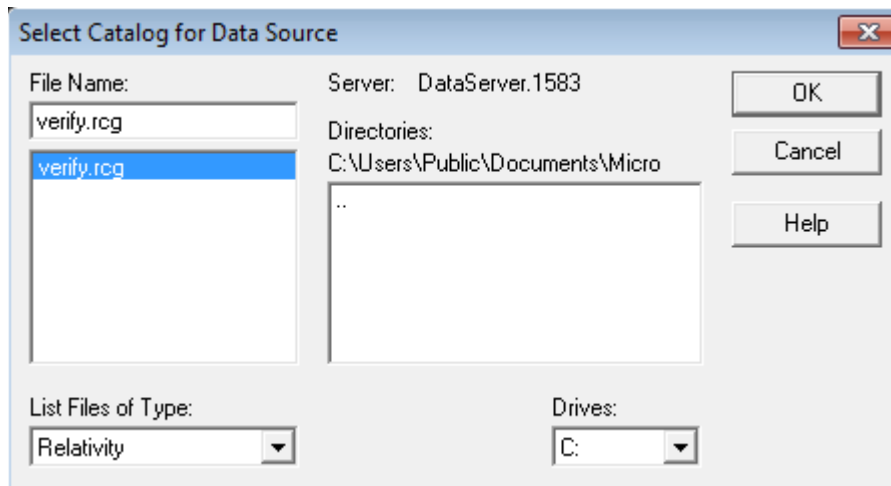 Select Catalog for Data Source
File Name:
verify.rcg
verify.rcg
List Files of Type:
Relativity
Server: DataServer.1583
Directories:
C:\Users\Public\Documents\Micro
..
Drives:
C:
OK
Cancel
Help